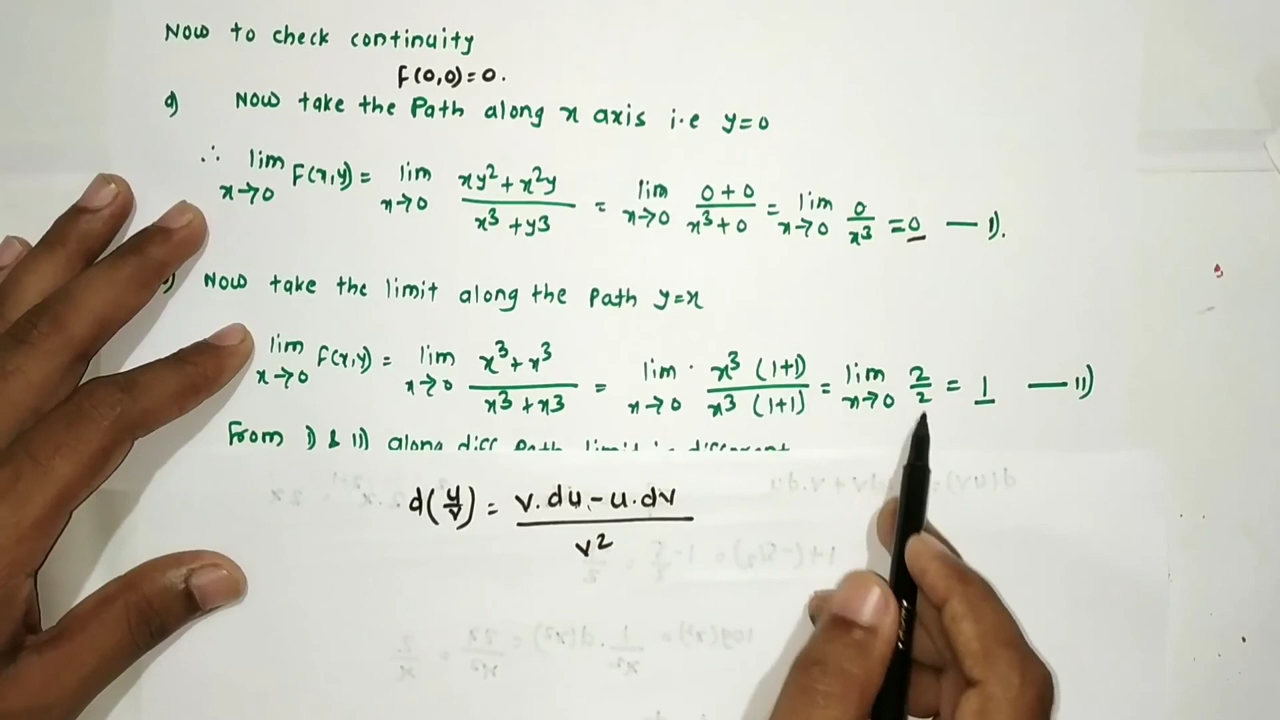 Now to check continuity
F(0,0)=0.
a) Now take the Path along x axis i.e y=0
∴ lim x→0 F(x,y) = lim x→0 xy²+x²y / x³+y3 = lim x→0 0+0 / x³+0 = lim x→0 0 / x³ = 0 — i).
) Now take the limit along the Path y=x
lim x→0 F(x,y) = lim x→0 x³+x³ / x³+x3 = lim x→0 x³ (1+1) / x³ (1+1) = lim x→0 2/2 = 1 — ii)
From i) & ii) along diff Path limit is different
d(u/v) = v.du - u.dv / v²